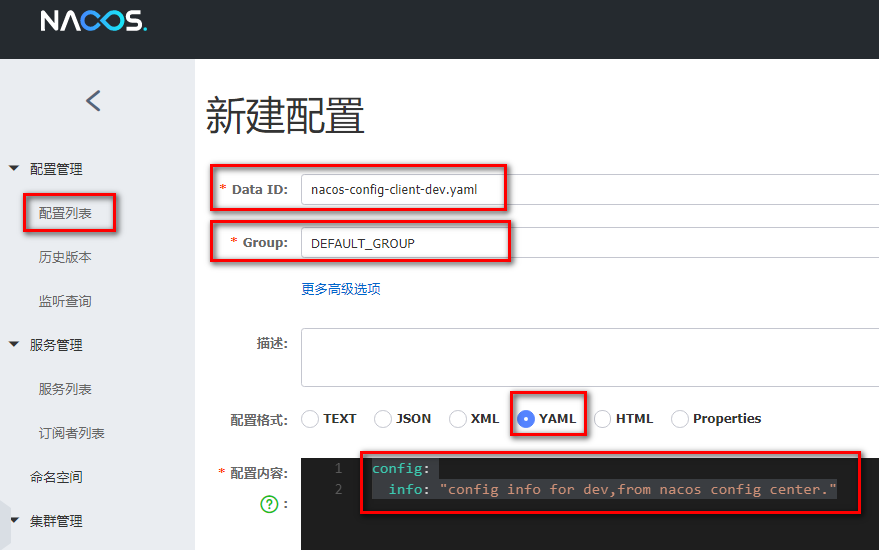 NACOS.
新建配置
配置管理
配置列表
历史版本
监听查询
服务管理
服务列表
订阅者列表
命名空间
集群管理
* Data ID: nacos-config-client-dev.yaml
* Group: DEFAULT_GROUP
更多高级选项
描述:
配置格式: TEXT JSON XML YAML HTML Properties
* 配置内容:
? :
1 config:
2 info: "config info for dev,from nacos config center."